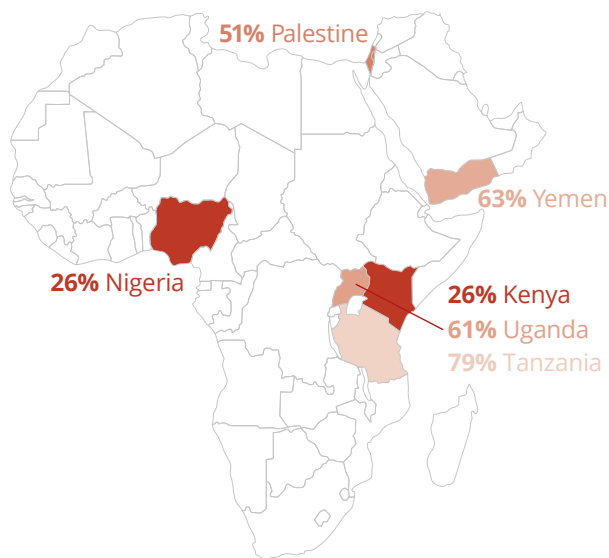 51% Palestine
63% Yemen
26% Nigeria
26% Kenya
61% Uganda
79% Tanzania